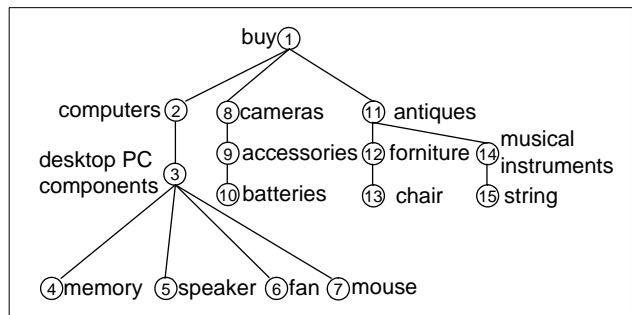 buy 1
computers 2 8 cameras 11 antiques
desktop PC
components 3
9 accessories 12 forniture 14 musical
instruments
10 batteries 13 chair 15 string
4 memory 5 speaker 6 fan 7 mouse